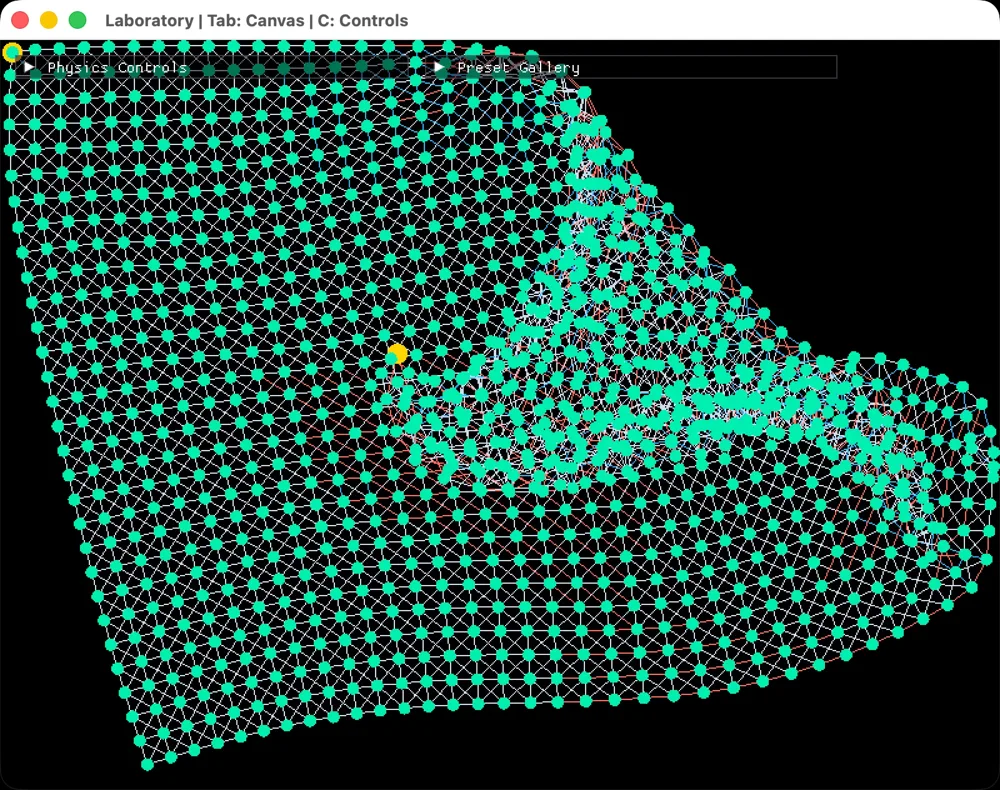 Laboratory | Tab: Canvas | C: Controls
Physics Controls
Preset Gallery